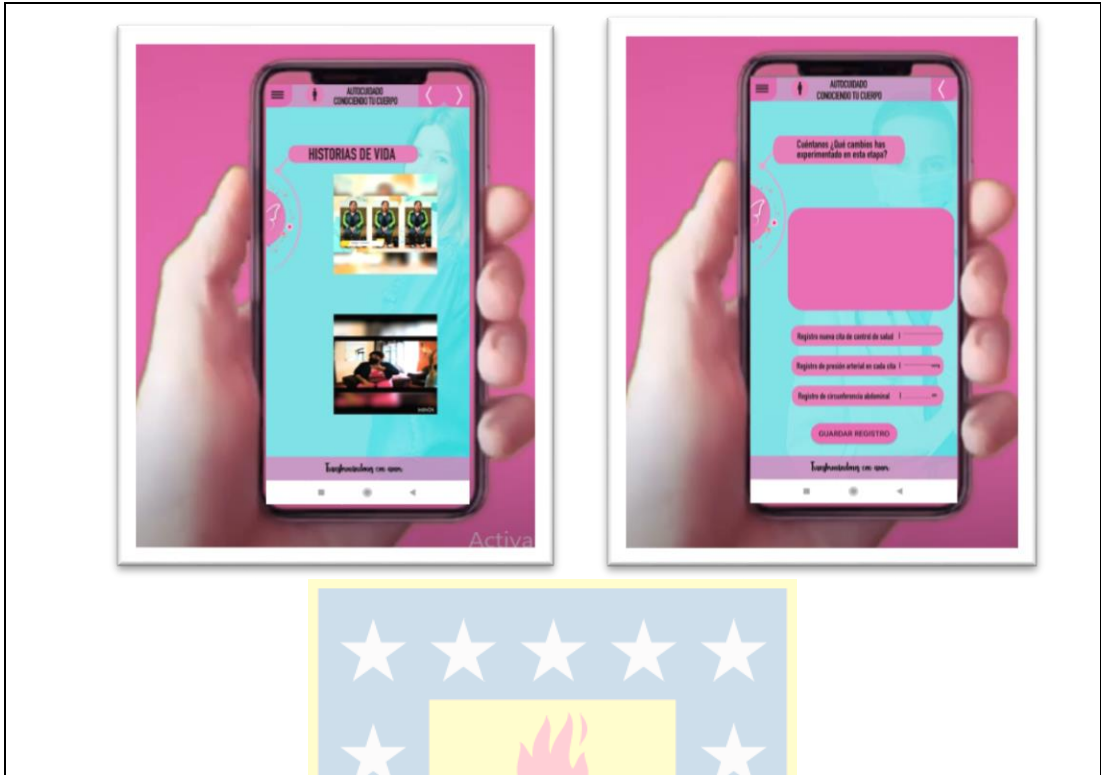 AUTOCUIDADO
CONOCIENDO TU CUERPO
HISTORIAS DE VIDA
Transformándonos con amor
Activa
AUTOCUIDADO
CONOCIENDO TU CUERPO
Cuéntanos ¿Qué cambios has
experimentado en esta etapa?
Registro nueva cita de control de salud
Registro de presión arterial en cada cita
Registro de circunferencia abdominal
GUARDAR REGISTRO
Transformándonos con amor